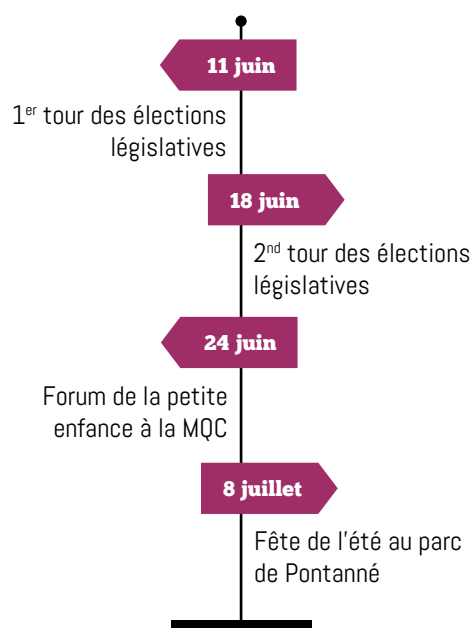 11 juin
1er tour des élections
législatives
18 juin
2nd tour des élections
législatives
24 juin
Forum de la petite
enfance à la MQC
8 juillet
Fête de l'été au parc
de Pontanné